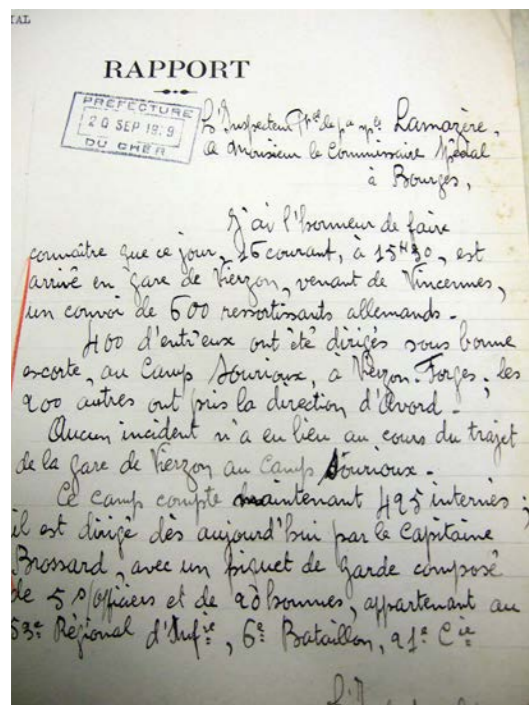 IAL
RAPPORT
PRÉFECTURE
20 SEP 1939
DU CHER
L'Inspecteur Lamazère,
à Monsieur le Commissaire Spécial
à Bourges,
J'ai l'honneur de faire
connaître que ce jour, 16 courant, à 15H30, est
arrivé en gare de Vierzon, venant de Vincennes,
un convoi de 600 ressortissants allemands.
400 d'entr'eux ont été dirigés sous bonne
escorte, au Camp Sourioux, à Vierzon-Forges; les
200 autres ont pris la direction d'Avord.
Aucun incident n'a eu lieu au cours du trajet
de la gare de Vierzon au Camp Sourioux.
Ce camp compte maintenant 495 internés,
il est dirigé dès aujourd'hui par le Capitaine
Brossard, avec un piquet de garde composé
de 5 s/officiers et de 20 hommes, appartenant au
53e Régional d'Infie, 6e Bataillon, 21e Cie